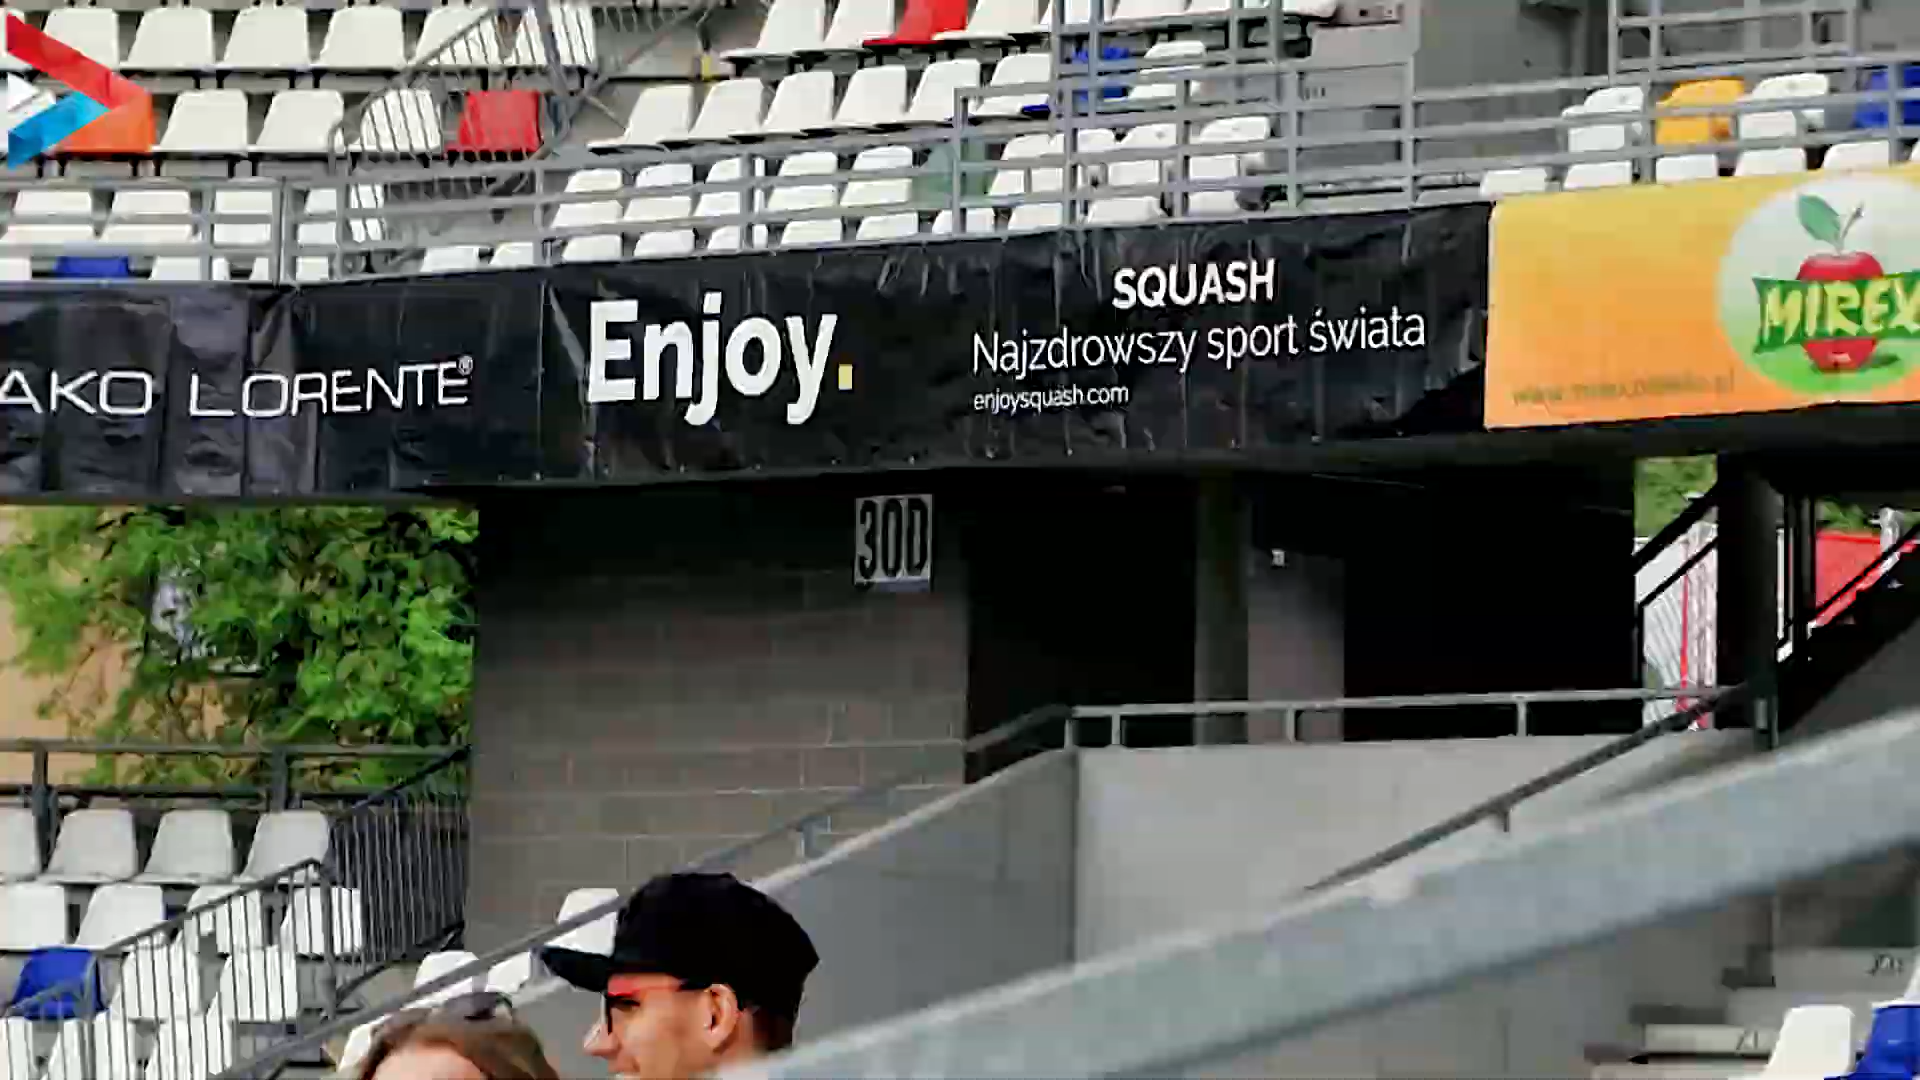 AKO LORENTE®
Enjoy.
SQUASH
Najzdrowszy sport świata
enjoysquash.com
MIREX
30D